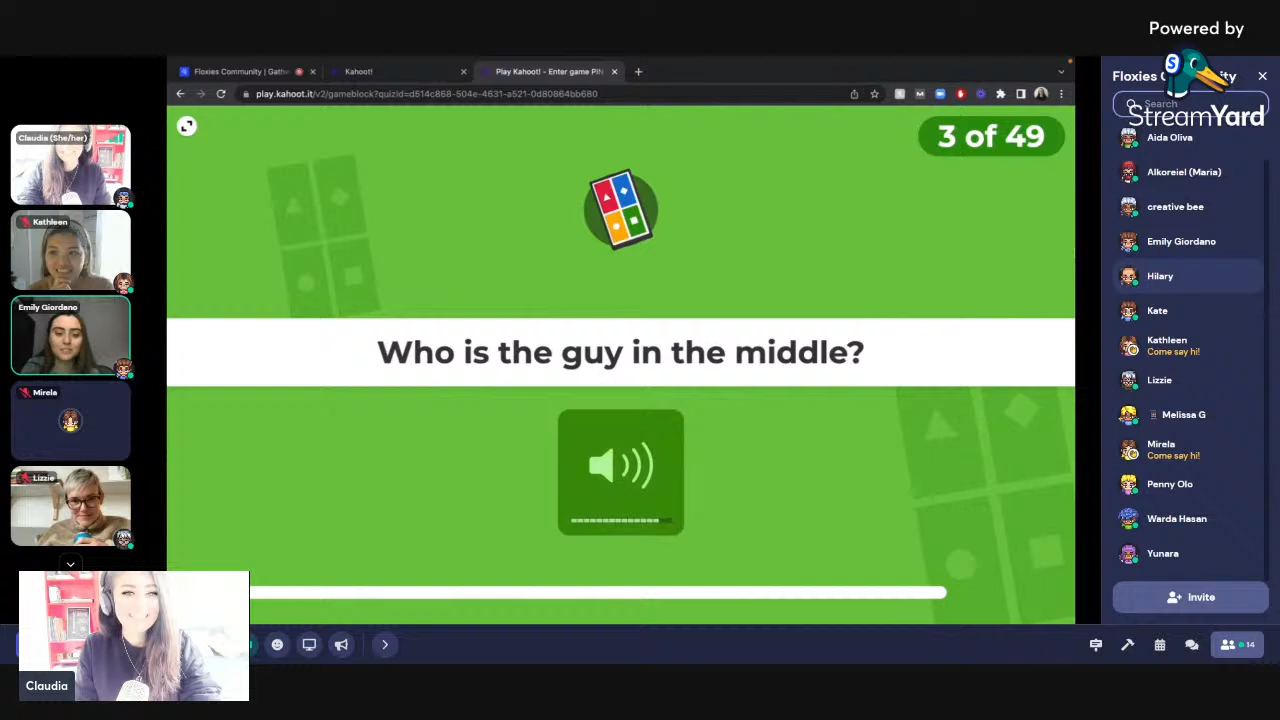 Powered by
StreamYard
Floxies Community | Gathe
Kahoot!
Play Kahoot! - Enter game PIN
play.kahoot.it/v2/gameblock?quizId=d514c868-504e-4631-a521-0d80864bb680
3 of 49
Who is the guy in the middle?
Claudia (She/her)
Kathleen
Emily Giordano
Mirela
Lizzie
Claudia
Search
Aida Oliva
Alkoreiel (Maria)
creative bee
Emily Giordano
Hilary
Kate
Kathleen
Come say hi!
Lizzie
Melissa G
Mirela
Come say hi!
Penny Olo
Warda Hasan
Yunara
Invite
14